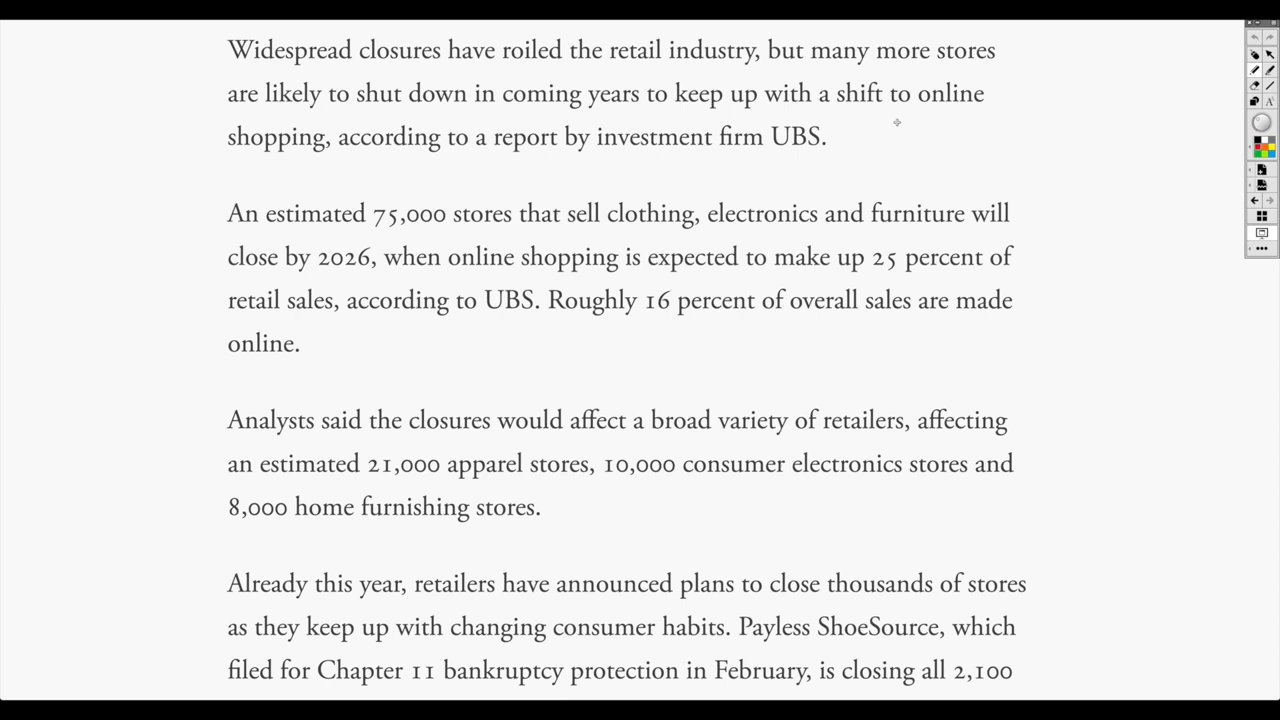 Widespread closures have roiled the retail industry, but many more stores
are likely to shut down in coming years to keep up with a shift to online
shopping, according to a report by investment firm UBS.
An estimated 75,000 stores that sell clothing, electronics and furniture will
close by 2026, when online shopping is expected to make up 25 percent of
retail sales, according to UBS. Roughly 16 percent of overall sales are made
online.
Analysts said the closures would affect a broad variety of retailers, affecting
an estimated 21,000 apparel stores, 10,000 consumer electronics stores and
8,000 home furnishing stores.
Already this year, retailers have announced plans to close thousands of stores
as they keep up with changing consumer habits. Payless ShoeSource, which
filed for Chapter 11 bankruptcy protection in February, is closing all 2,100